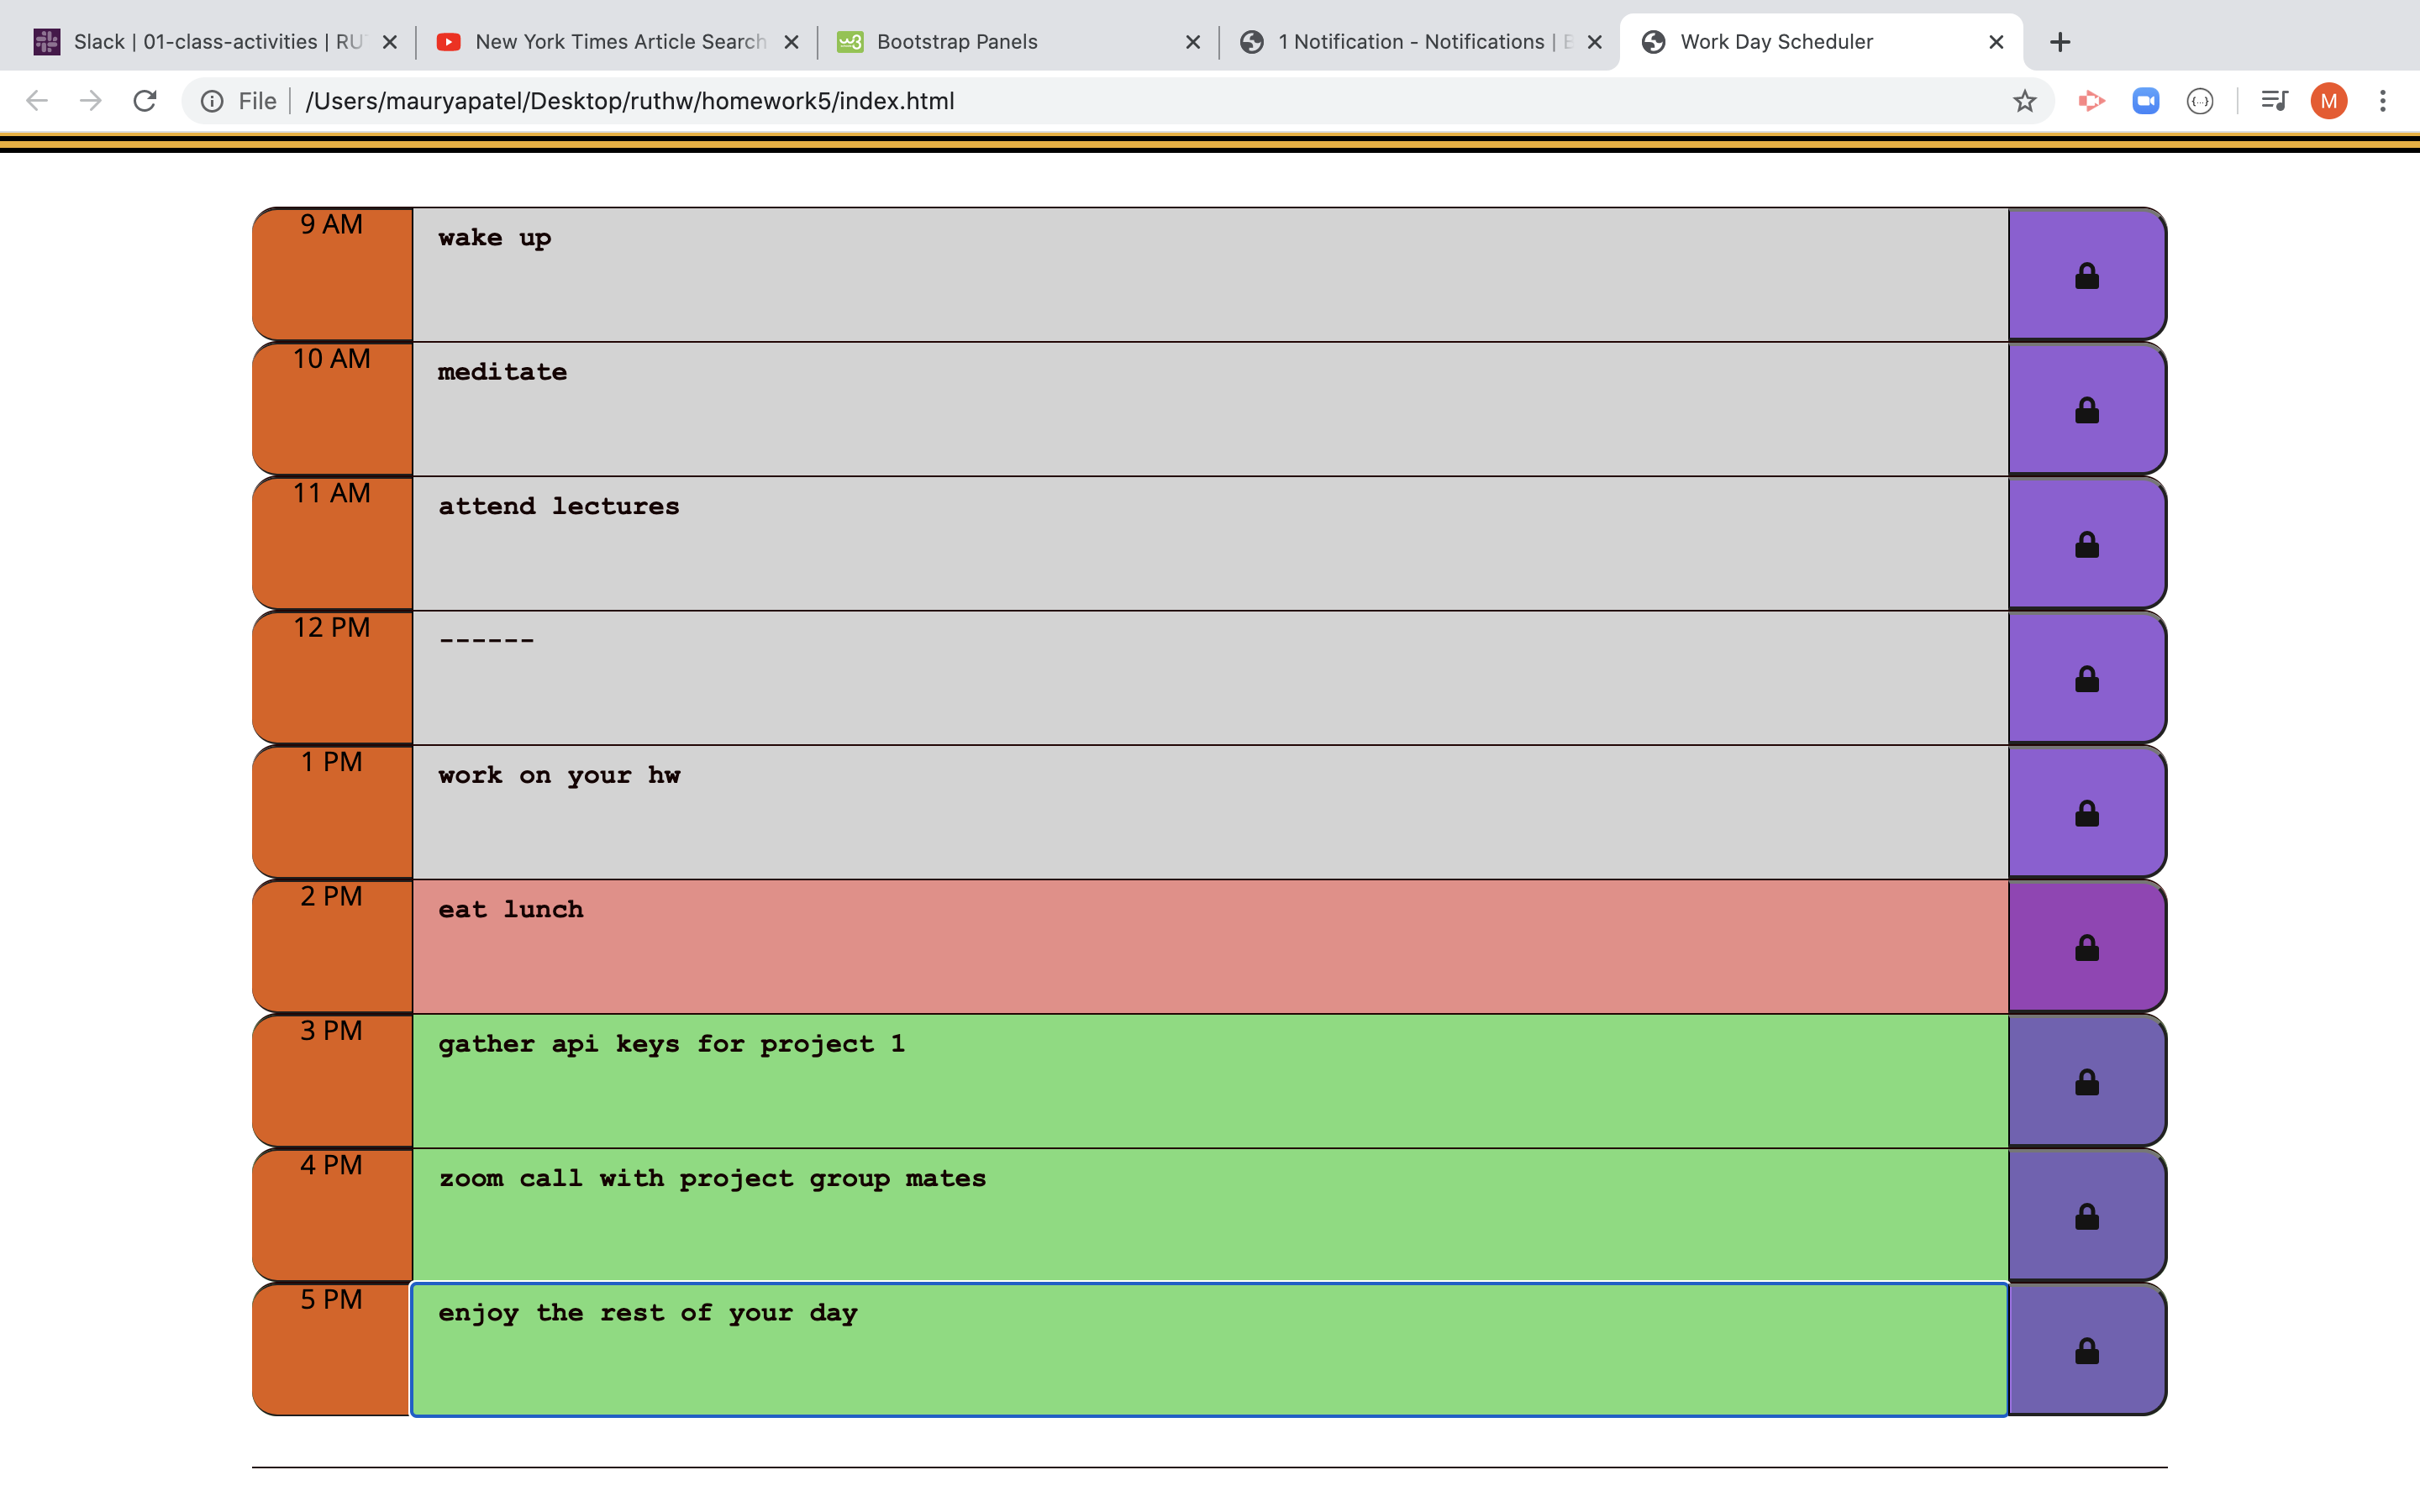 Slack | 01-class-activities | RU
New York Times Article Search
Bootstrap Panels
1 Notification - Notifications |
Work Day Scheduler
File
/Users/mauryapatel/Desktop/ruthw/homework5/index.html
M
9 AM
wake up
10 AM
meditate
11 AM
attend lectures
12 PM
------
1 PM
work on your hw
2 PM
eat lunch
3 PM
gather api keys for project 1
4 PM
zoom call with project group mates
5 PM
enjoy the rest of your day